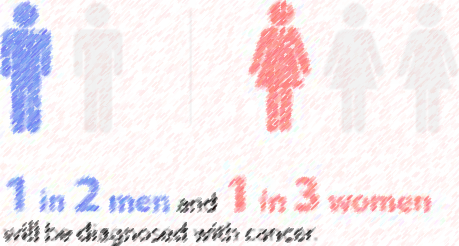 1 in 2 men and 1 in 3 women
will be diagnosed with cancer.